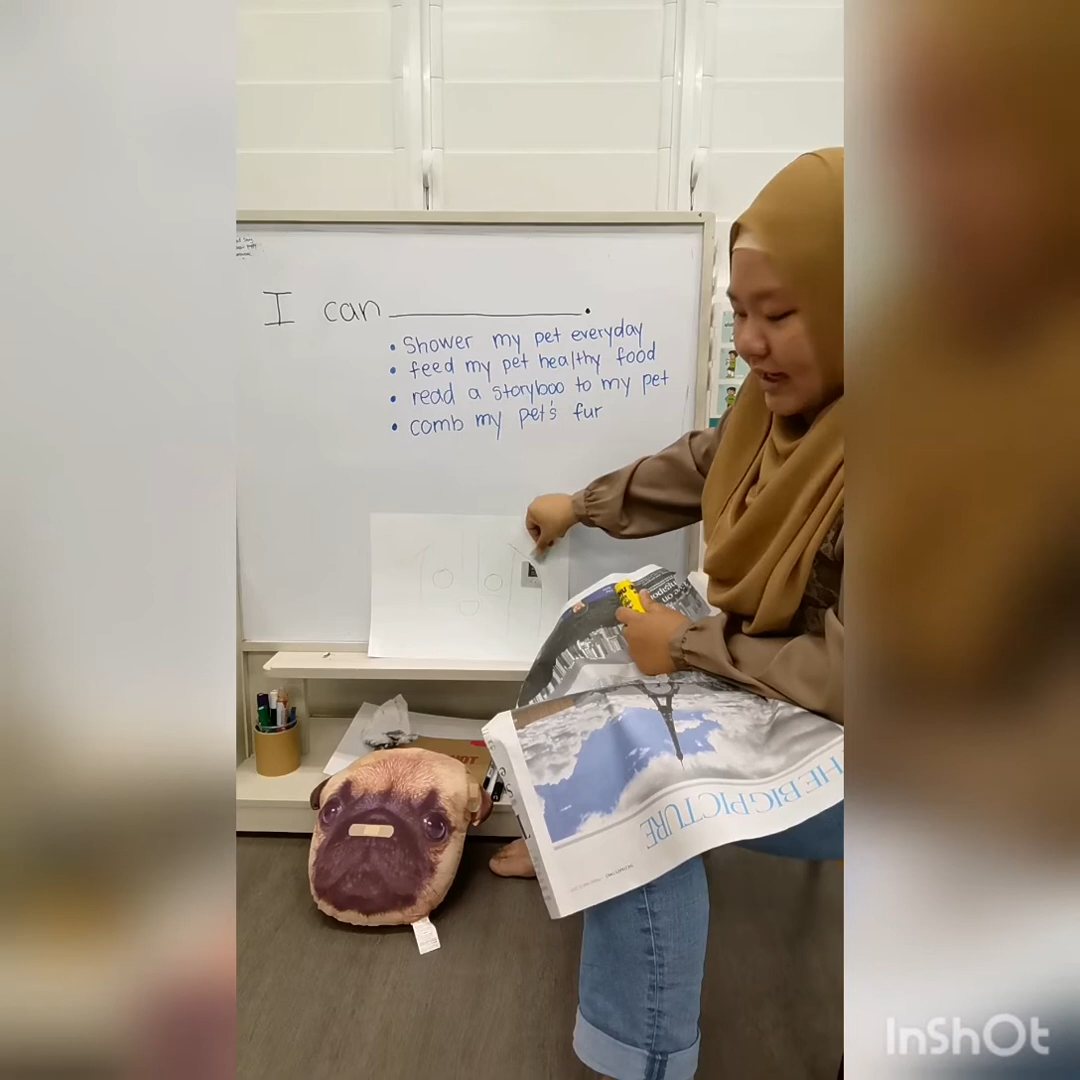 I can ____________.
• Shower my pet everyday
• feed my pet healthy food
• read a storyboo to my pet
• comb my pet's fur
THE BIG PICTURE
InShOt